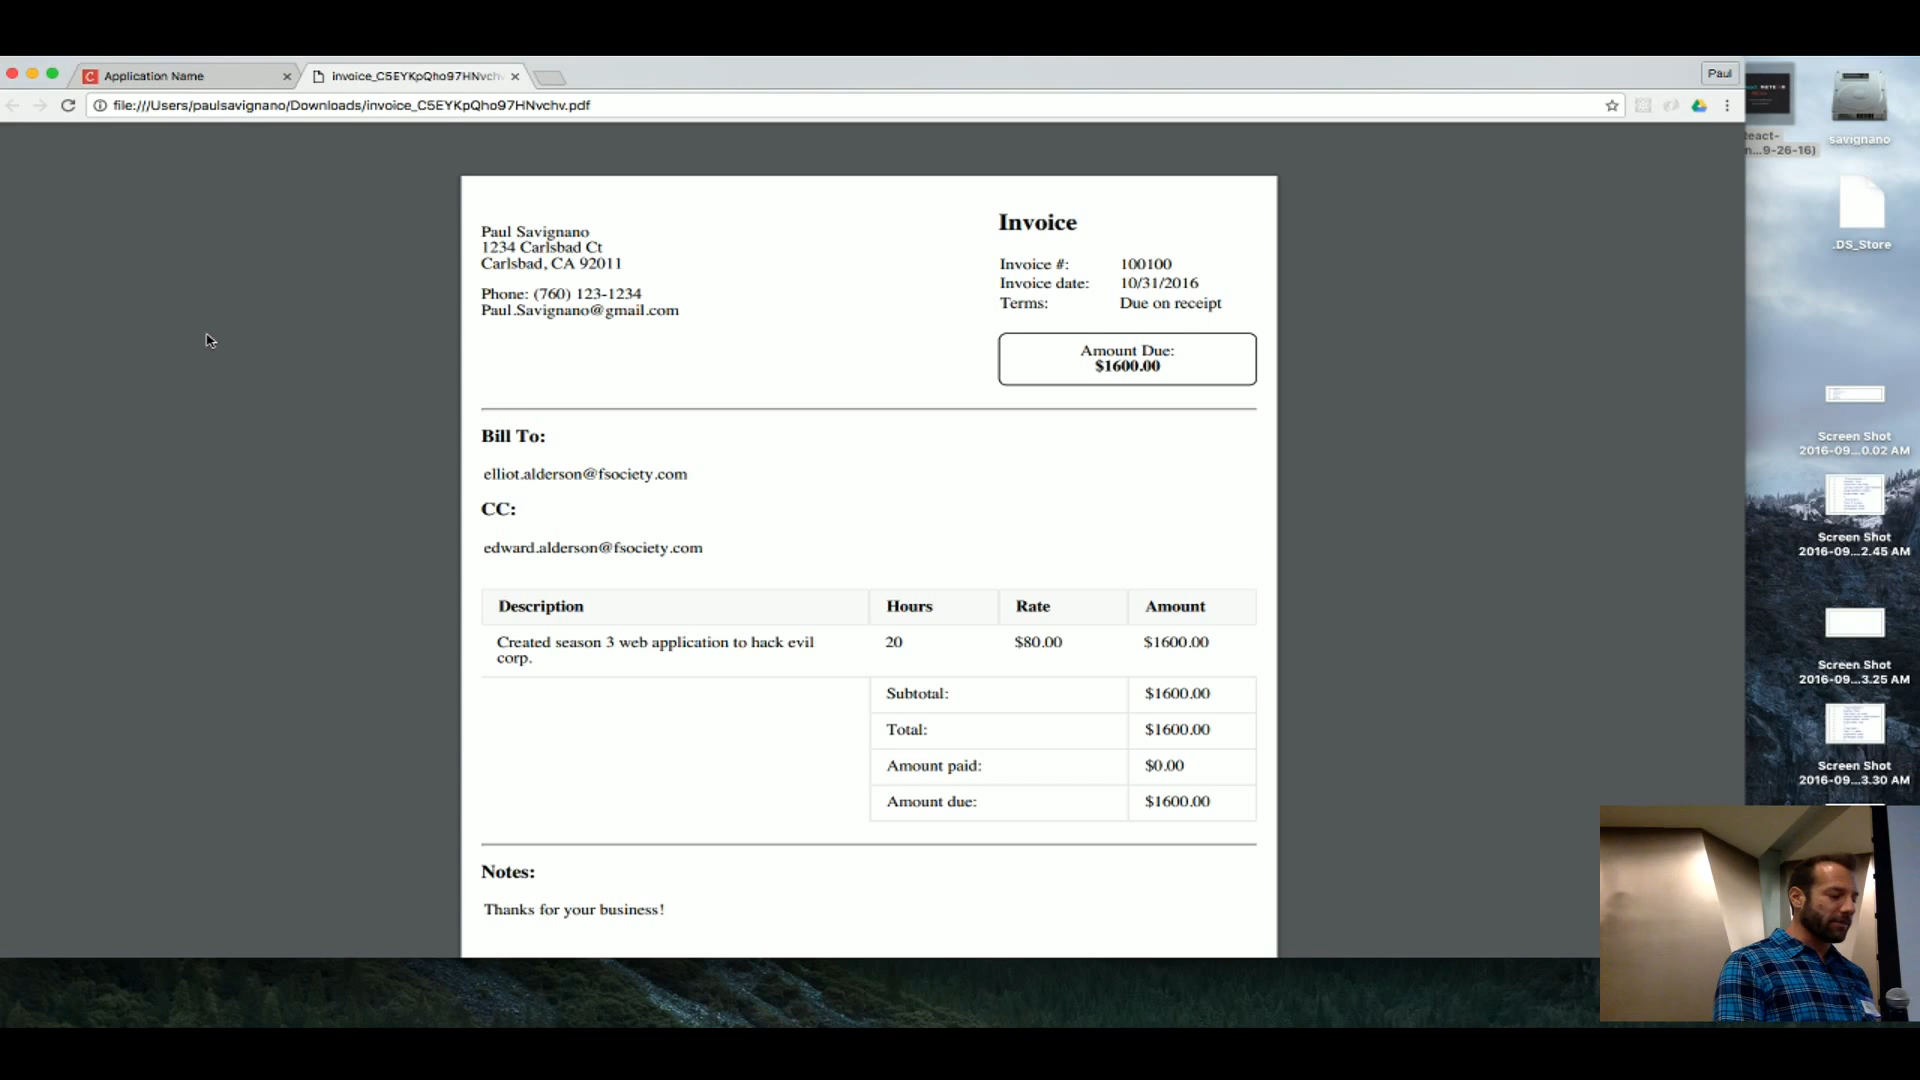 Application Name
invoice_C5EYKpQho97HNvch
Paul
file:///Users/paulsavignano/Downloads/invoice_C5EYKpQho97HNvchv.pdf
Paul Savignano
1234 Carlsbad Ct
Carlsbad, CA 92011
Phone: (760) 123-1234
Paul.Savignano@gmail.com
Invoice
Invoice #: 100100
Invoice date: 10/31/2016
Terms: Due on receipt
Amount Due:
$1600.00
Bill To:
elliot.alderson@fsociety.com
CC:
edward.alderson@fsociety.com
Description Hours Rate Amount
Created season 3 web application to hack evil 20 $80.00 $1600.00
corp.
Subtotal: $1600.00
Total: $1600.00
Amount paid: $0.00
Amount due: $1600.00
Notes:
Thanks for your business!
React-
n...9-26-16)
savignano
.DS_Store
Screen Shot
2016-09...0.02 AM
Screen Shot
2016-09...2.45 AM
Screen Shot
2016-09...3.25 AM
Screen Shot
2016-09...3.30 AM